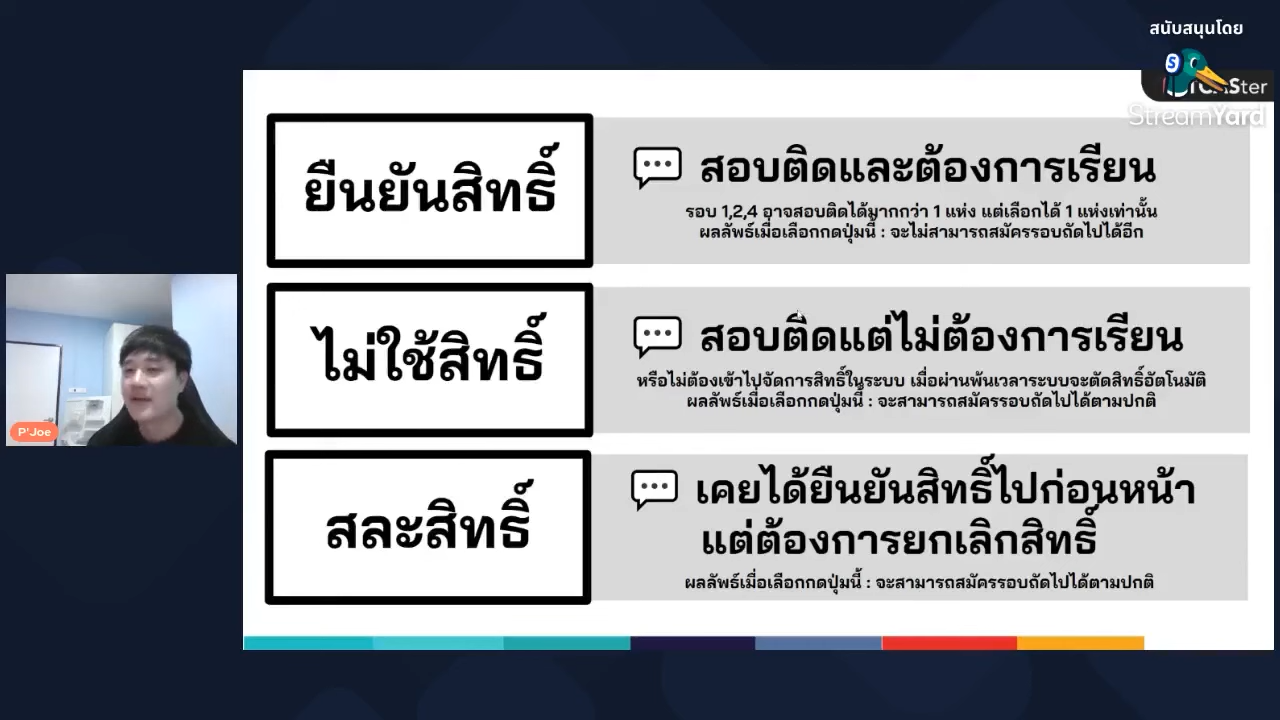 สนับสนุนโดย
S
StreamYard
ยืนยันสิทธิ์
สอบติดและต้องการเรียน
รอบ 1,2,4 อาจสอบติดได้มากกว่า 1 แห่ง แต่เลือกได้ 1 แห่งเท่านั้น
ผลลัพธ์เมื่อเลือกกดปุ่มนี้ : จะไม่สามารถสมัครรอบถัดไปได้อีก
ไม่ใช้สิทธิ์
สอบติดแต่ไม่ต้องการเรียน
หรือไม่ต้องเข้าไปจัดการสิทธิ์ในระบบ เมื่อผ่านพ้นเวลาระบบจะตัดสิทธิ์อัตโนมัติ
ผลลัพธ์เมื่อเลือกกดปุ่มนี้ : จะสามารถสมัครรอบถัดไปได้ตามปกติ
P'Joe
สละสิทธิ์
เคยได้ยืนยันสิทธิ์ไปก่อนหน้า
แต่ต้องการยกเลิกสิทธิ์
ผลลัพธ์เมื่อเลือกกดปุ่มนี้ : จะสามารถสมัครรอบถัดไปได้ตามปกติ